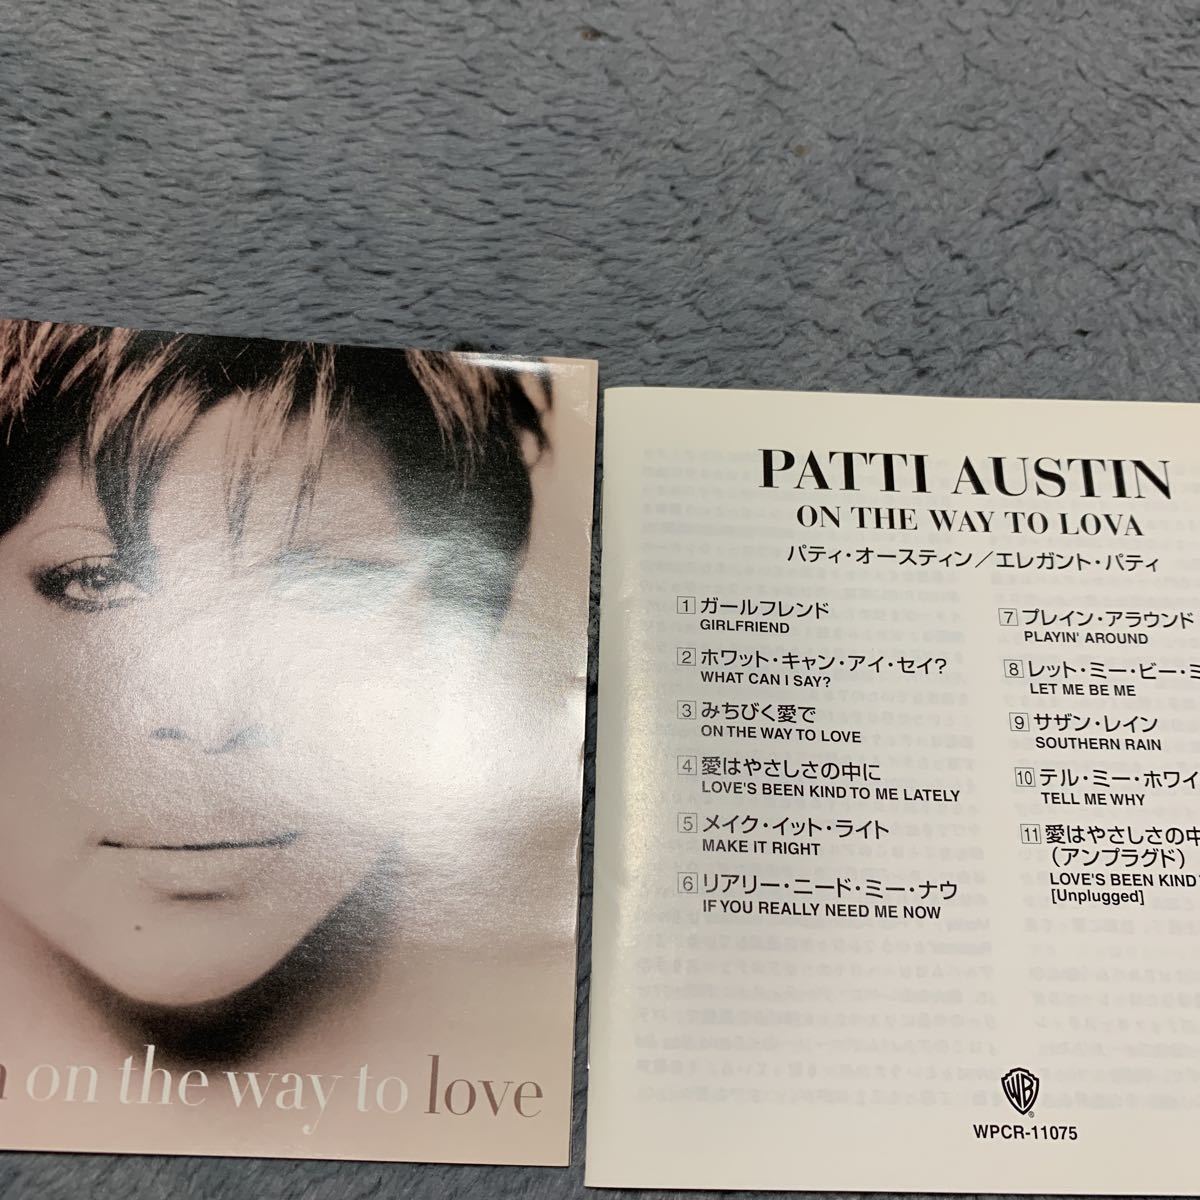 n on the way to love
PATTI AUSTIN
ON THE WAY TO LOVA
パティ・オースティン／エレガント・パティ
1 ガールフレンド
GIRLFRIEND
2 ホワット・キャン・アイ・セイ?
WHAT CAN I SAY?
3 みちびく愛で
ON THE WAY TO LOVE
4 愛はやさしさの中に
LOVE'S BEEN KIND TO ME LATELY
5 メイク・イット・ライト
MAKE IT RIGHT
6 リアリー・ニード・ミー・ナウ
IF YOU REALLY NEED ME NOW
7 プレイン・アラウンド
PLAYIN' AROUND
8 レット・ミー・ビー・ミ
LET ME BE ME
9 サザン・レイン
SOUTHERN RAIN
10 テル・ミー・ホワイ
TELL ME WHY
11 愛はやさしさの中
(アンプラグド)
LOVE'S BEEN KIND
[Unplugged]
WB
WPCR-11075